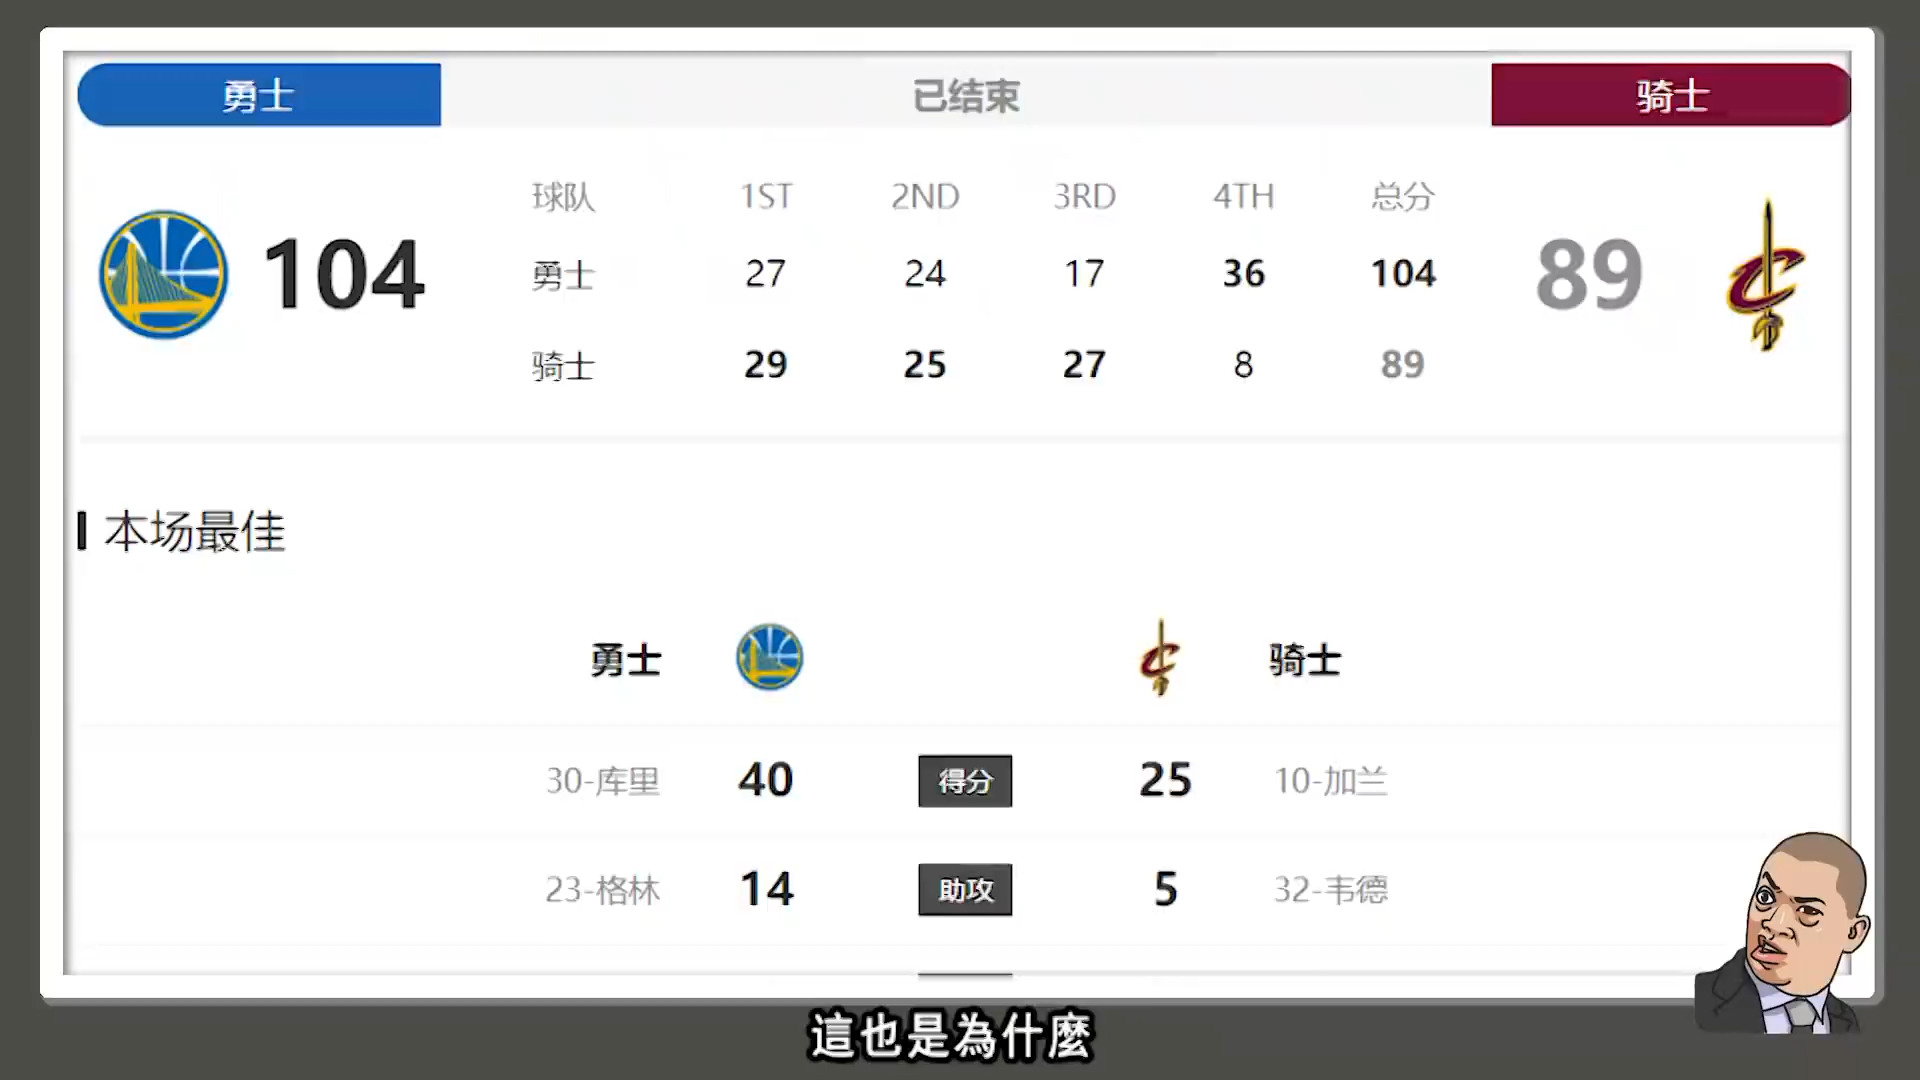 勇士 已结束 骑士
球队 1ST 2ND 3RD 4TH 总分
104 勇士 27 24 17 36 104 89
骑士 29 25 27 8 89
本场最佳
勇士 骑士
30-库里 40 得分 25 10-加兰
23-格林 14 助攻 5 32-韦德
這也是為什麼